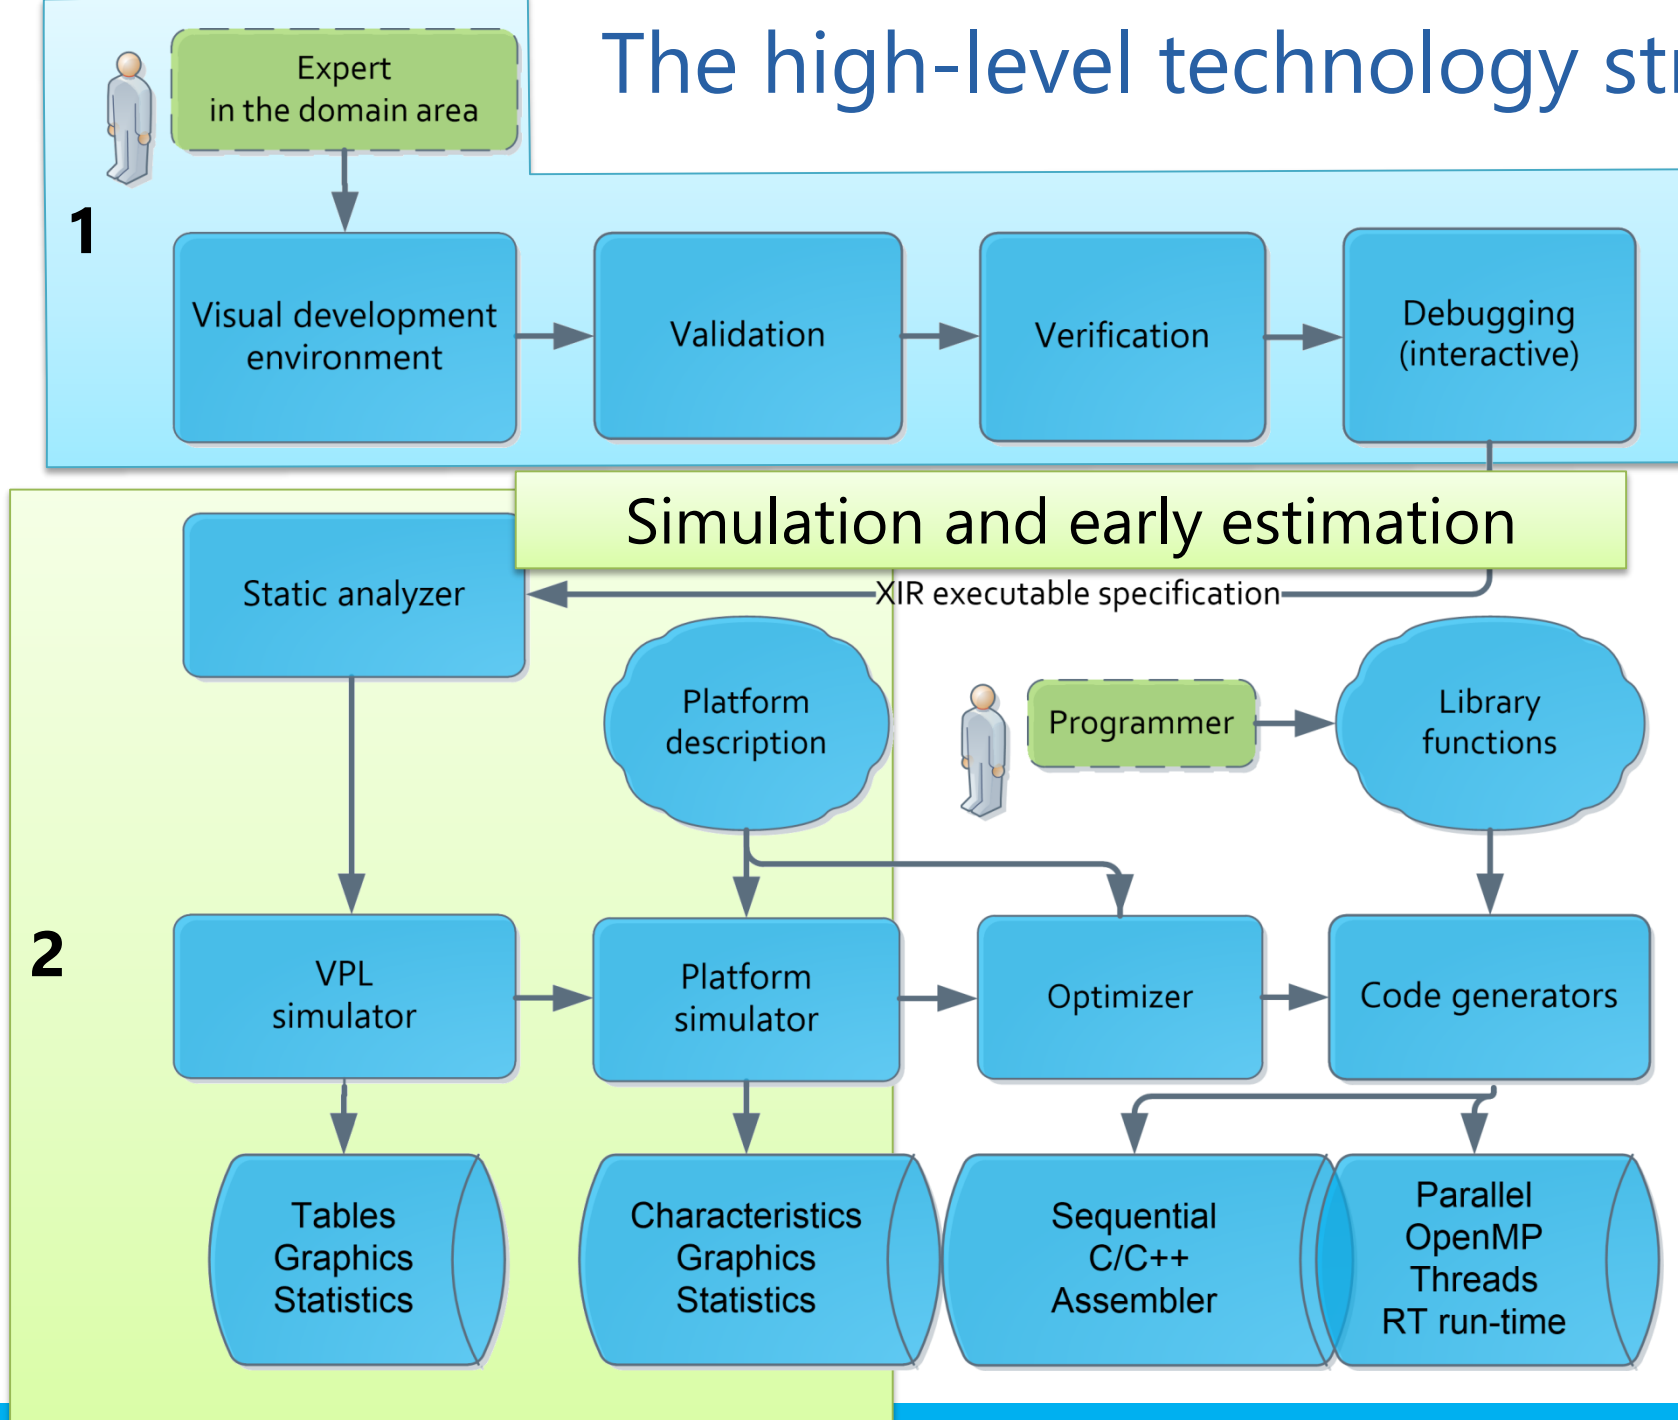 The high-level technology
Expert
in the domain area
1
Visual development
environment
Validation
Verification
Debugging
(interactive)
Simulation and early estimation
Static analyzer
XIR executable specification
Platform
description
Programmer
Library
functions
2
VPL
simulator
Platform
simulator
Optimizer
Code generators
Tables
Graphics
Statistics
Characteristics
Graphics
Statistics
Sequential
C/C++
Assembler
Parallel
OpenMP
Threads
RT run-time